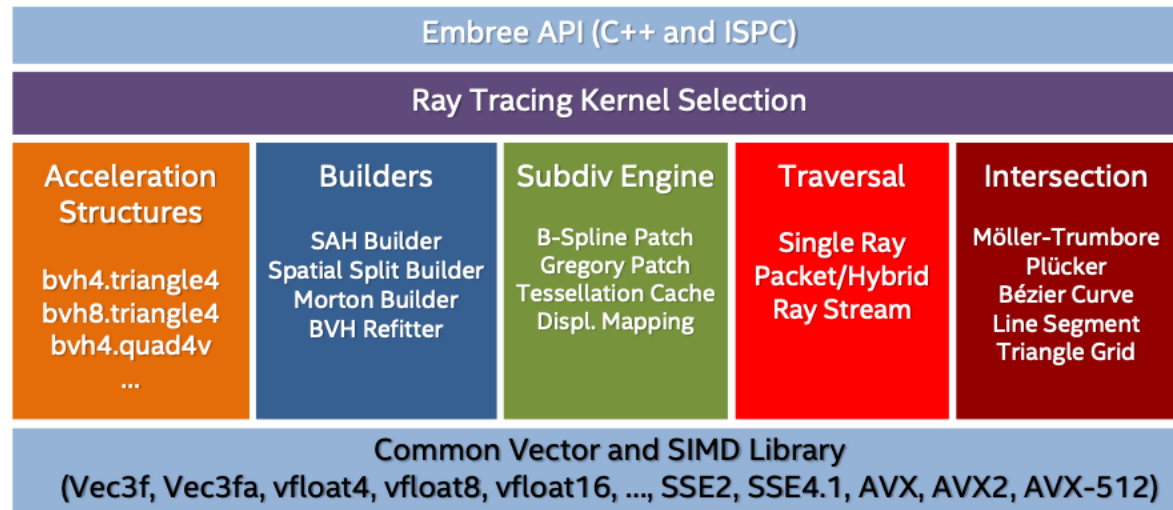 Embree API (C++ and ISPC)
Ray Tracing Kernel Selection
Acceleration
Structures
bvh4.triangle4
bvh8.triangle4
bvh4.quad4v
...
Builders
SAH Builder
Spatial Split Builder
Morton Builder
BVH Refitter
Subdiv Engine
B-Spline Patch
Gregory Patch
Tessellation Cache
Displ. Mapping
Traversal
Single Ray
Packet/Hybrid
Ray Stream
Intersection
Möller-Trumbore
Plücker
Bézier Curve
Line Segment
Triangle Grid
Common Vector and SIMD Library
(Vec3f, Vec3fa, vfloat4, vfloat8, vfloat16, ..., SSE2, SSE4.1, AVX, AVX2, AVX-512)